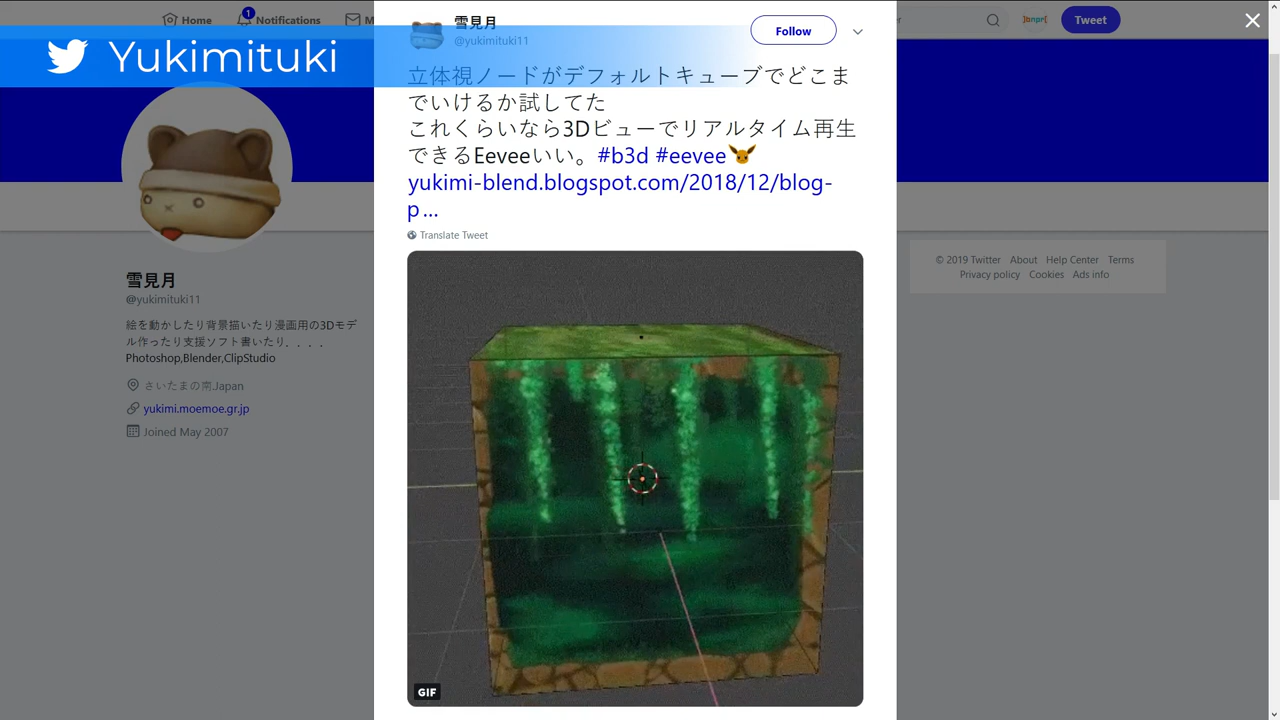 Home
1
Notifications
M
Tweet
Yukimituki
雪見月
@yukimituki11
Follow
立体視ノードがデフォルトキューブでどこま
でいけるか試してた
これくらいなら3Dビューでリアルタイム再生
できるEeveeいい。#b3d #eevee
yukimi-blend.blogspot.com/2018/12/blog-
p…
Translate Tweet
GIF
雪見月
@yukimituki11
絵を動かしたり背景描いたり漫画用の3Dモデ
ル作ったり支援ソフト書いたり．．．．
Photoshop,Blender,ClipStudio
さいたまの南.Japan
yukimi.moemoe.gr.jp
Joined May 2007
© 2019 Twitter About Help Center Terms
Privacy policy Cookies Ads info